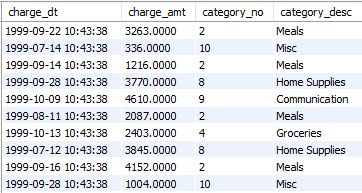 charge_dt charge_amt category_no category_desc
1999-09-22 10:43:38 3263.0000 2 Meals
1999-07-14 10:43:38 336.0000 10 Misc
1999-09-14 10:43:38 1216.0000 2 Meals
1999-09-28 10:43:38 3770.0000 8 Home Supplies
1999-10-09 10:43:38 4610.0000 9 Communication
1999-08-11 10:43:38 2087.0000 2 Meals
1999-10-13 10:43:38 2403.0000 4 Groceries
1999-07-12 10:43:38 3845.0000 8 Home Supplies
1999-09-16 10:43:38 4152.0000 2 Meals
1999-09-28 10:43:38 1004.0000 10 Misc